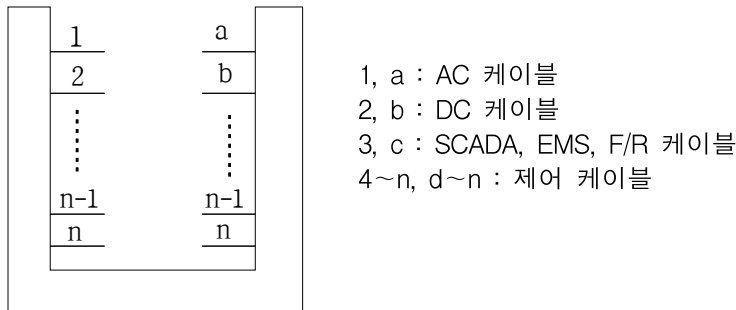 1
a
2
b
n-1
n-1
n
n
1, a : AC 케이블
2, b : DC 케이블
3, c : SCADA, EMS, F/R 케이블
4~n, d~n : 제어 케이블